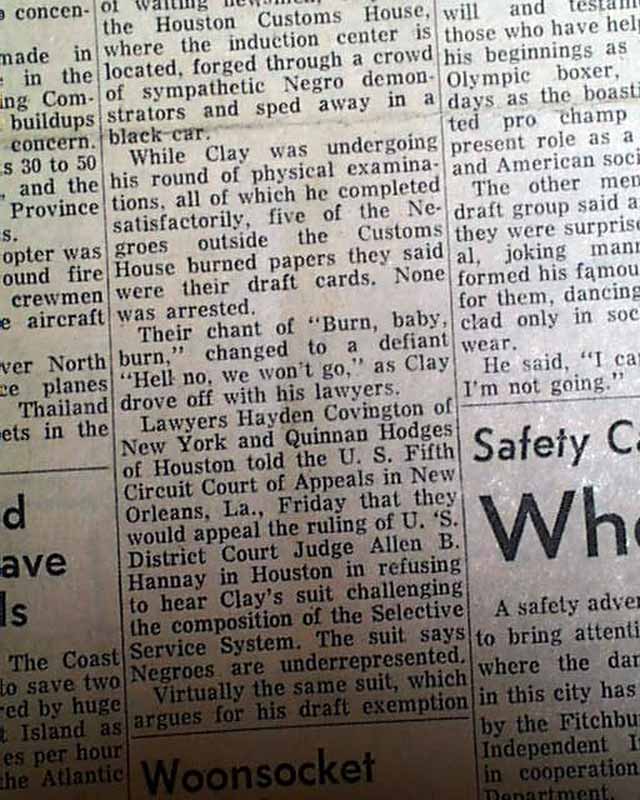 concen-
made in
in the
ing Com-
buildups
concern.
s 30 to 50
and the
Province
s.
opter was
ound fire
crewmen
e aircraft
ver North
ce planes
Thailand
ets in the
d
ave
ls
The Coast
to save two
red by huge
t Island as
es per hour
the Atlantic
of waiting newsmen,
the Houston Customs House,
where the induction center is
located, forged through a crowd
of sympathetic Negro demon-
strators and sped away in a
black car.
While Clay was undergoing
his round of physical examina-
tions, all of which he completed
satisfactorily, five of the Ne-
groes outside the Customs
House burned papers they said
were their draft cards. None
was arrested.
Their chant of "Burn, baby,
burn," changed to a defiant
"Hell no, we won't go," as Clay
drove off with his lawyers.
Lawyers Hayden Covington of
New York and Quinnan Hodges
of Houston told the U. S. Fifth
Circuit Court of Appeals in New
Orleans, La., Friday that they
would appeal the ruling of U. 'S.
District Court Judge Allen B.
Hannay in Houston in refusing
to hear Clay's suit challenging
the composition of the Selective
Service System. The suit says
Negroes are underrepresented.
Virtually the same suit, which
argues for his draft exemption
Woonsocket
will and testam
those who have help
his beginnings as
Olympic boxer,
days as the boasti
ted pro champ
present role as a
and American soci
The other men
draft group said a
they were surprise
al, joking mann
formed his famou
for them, dancing
clad only in soc
wear.
He said, "I ca
I'm not going."
Safety Ca
Who
A safety adver
to bring attenti
where the dan
in this city has
by the Fitchbu
Independent I
in cooperation
Department.